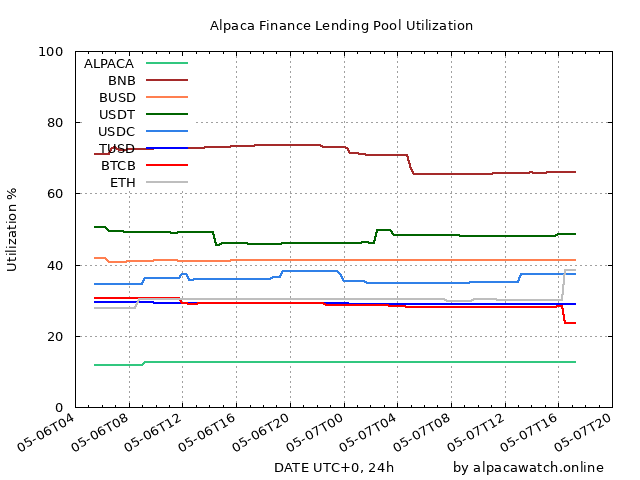 Alpaca Finance Lending Pool Utilization
Utilization %
100
80
60
40
20
0
ALPACA
BNB
BUSD
USDT
USDC
TUSD
BTCB
ETH
05-06T04
05-06T08
05-06T12
05-06T16
05-06T20
05-07T00
05-07T04
05-07T08
05-07T12
05-07T16
05-07T20
DATE UTC+0, 24h
by alpacawatch.online